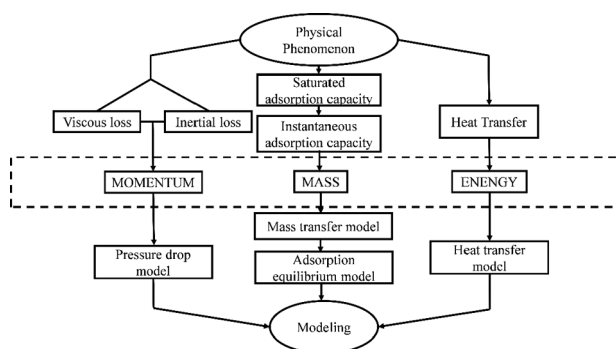 Physical
Phenomenon
Saturated
adsorption capacity
Viscous loss
Inertial loss
Instantaneous
adsorption capacity
Heat Transfer
MOMENTUM
MASS
ENENGY
Mass transfer model
Pressure drop
model
Adsorption
equilibrium model
Heat transfer
model
Modeling